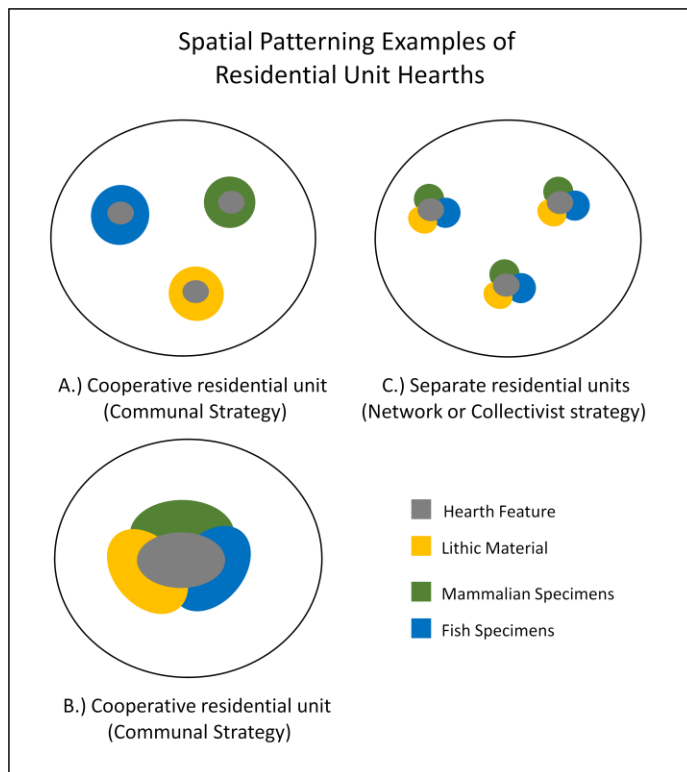 Spatial Patterning Examples of
Residential Unit Hearths
A.) Cooperative residential unit
(Communal Strategy)
C.) Separate residential units
(Network or Collectivist strategy)
Hearth Feature
Lithic Material
Mammalian Specimens
Fish Specimens
B.) Cooperative residential unit
(Communal Strategy)